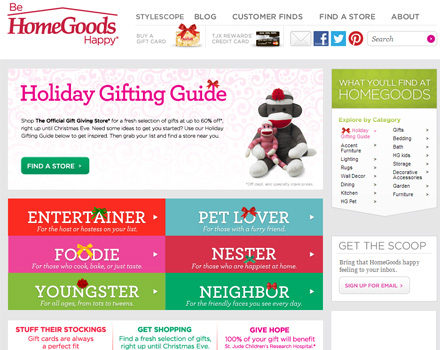 Be
HomeGoods
Happy®
STYLESCOPE BLOG CUSTOMER FINDS FIND A STORE ABOUT
BUY A GIFT CARD
TJX REWARDS CREDIT CARD
Search
Holiday Gifting Guide
Shop The Official Gift Giving Store* for a fresh selection of gifts at up to 60% off*,
right up until Christmas Eve. Need some ideas to get you started? Use our Holiday
Gifting Guide below to get inspired. Then grab your list and find a store near you.
FIND A STORE
*Off dept. and specialty store prices.
WHAT YOU'LL FIND AT
HOMEGOODS
Explore by Category
Holiday Gifting Guide
Accent Furniture
Lighting
Rugs
Wall Decor
Dining
Kitchen
HG Pet
Gifts
Bedding
Bath
HG kids
Storage
Decorative Accessories
Garden
Furniture
ENTERTAINER
For the host or hostess on your list.
PET LOVER
For those with a furry friend.
FOODIE
For those who cook, bake, or just taste.
NESTER
For those who are happiest at home.
YOUNGSTER
For all ages, from tots to tweens.
NEIGHBOR
For the friendly faces you see every day.
GET THE SCOOP
Bring that HomeGoods happy
feeling to your inbox.
SIGN UP FOR EMAIL
STUFF THEIR STOCKINGS
Gift cards are always
a perfect fit
GET SHOPPING
Find a fresh selection of gifts,
right up until Christmas Eve.
GIVE HOPE
100% of your gift will benefit
St. Jude Children's Research Hospital.®